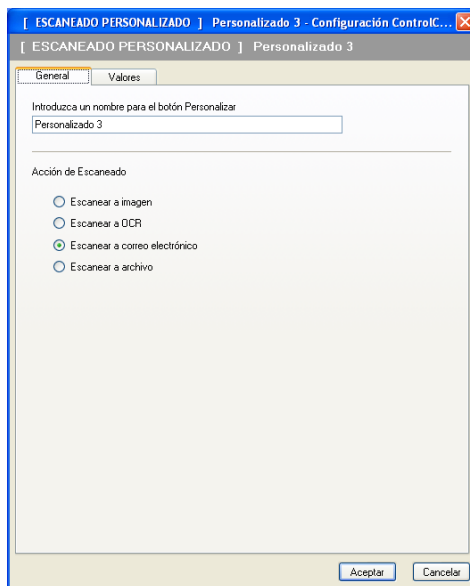 [ ESCANEADO PERSONALIZADO ] Personalizado 3 - Configuración ControlC...
[ ESCANEADO PERSONALIZADO ] Personalizado 3
General Valores
Introduzca un nombre para el botón Personalizar
Personalizado 3
Acción de Escaneado
Escanear a imagen
Escanear a OCR
Escanear a correo electrónico
Escanear a archivo
Aceptar Cancelar